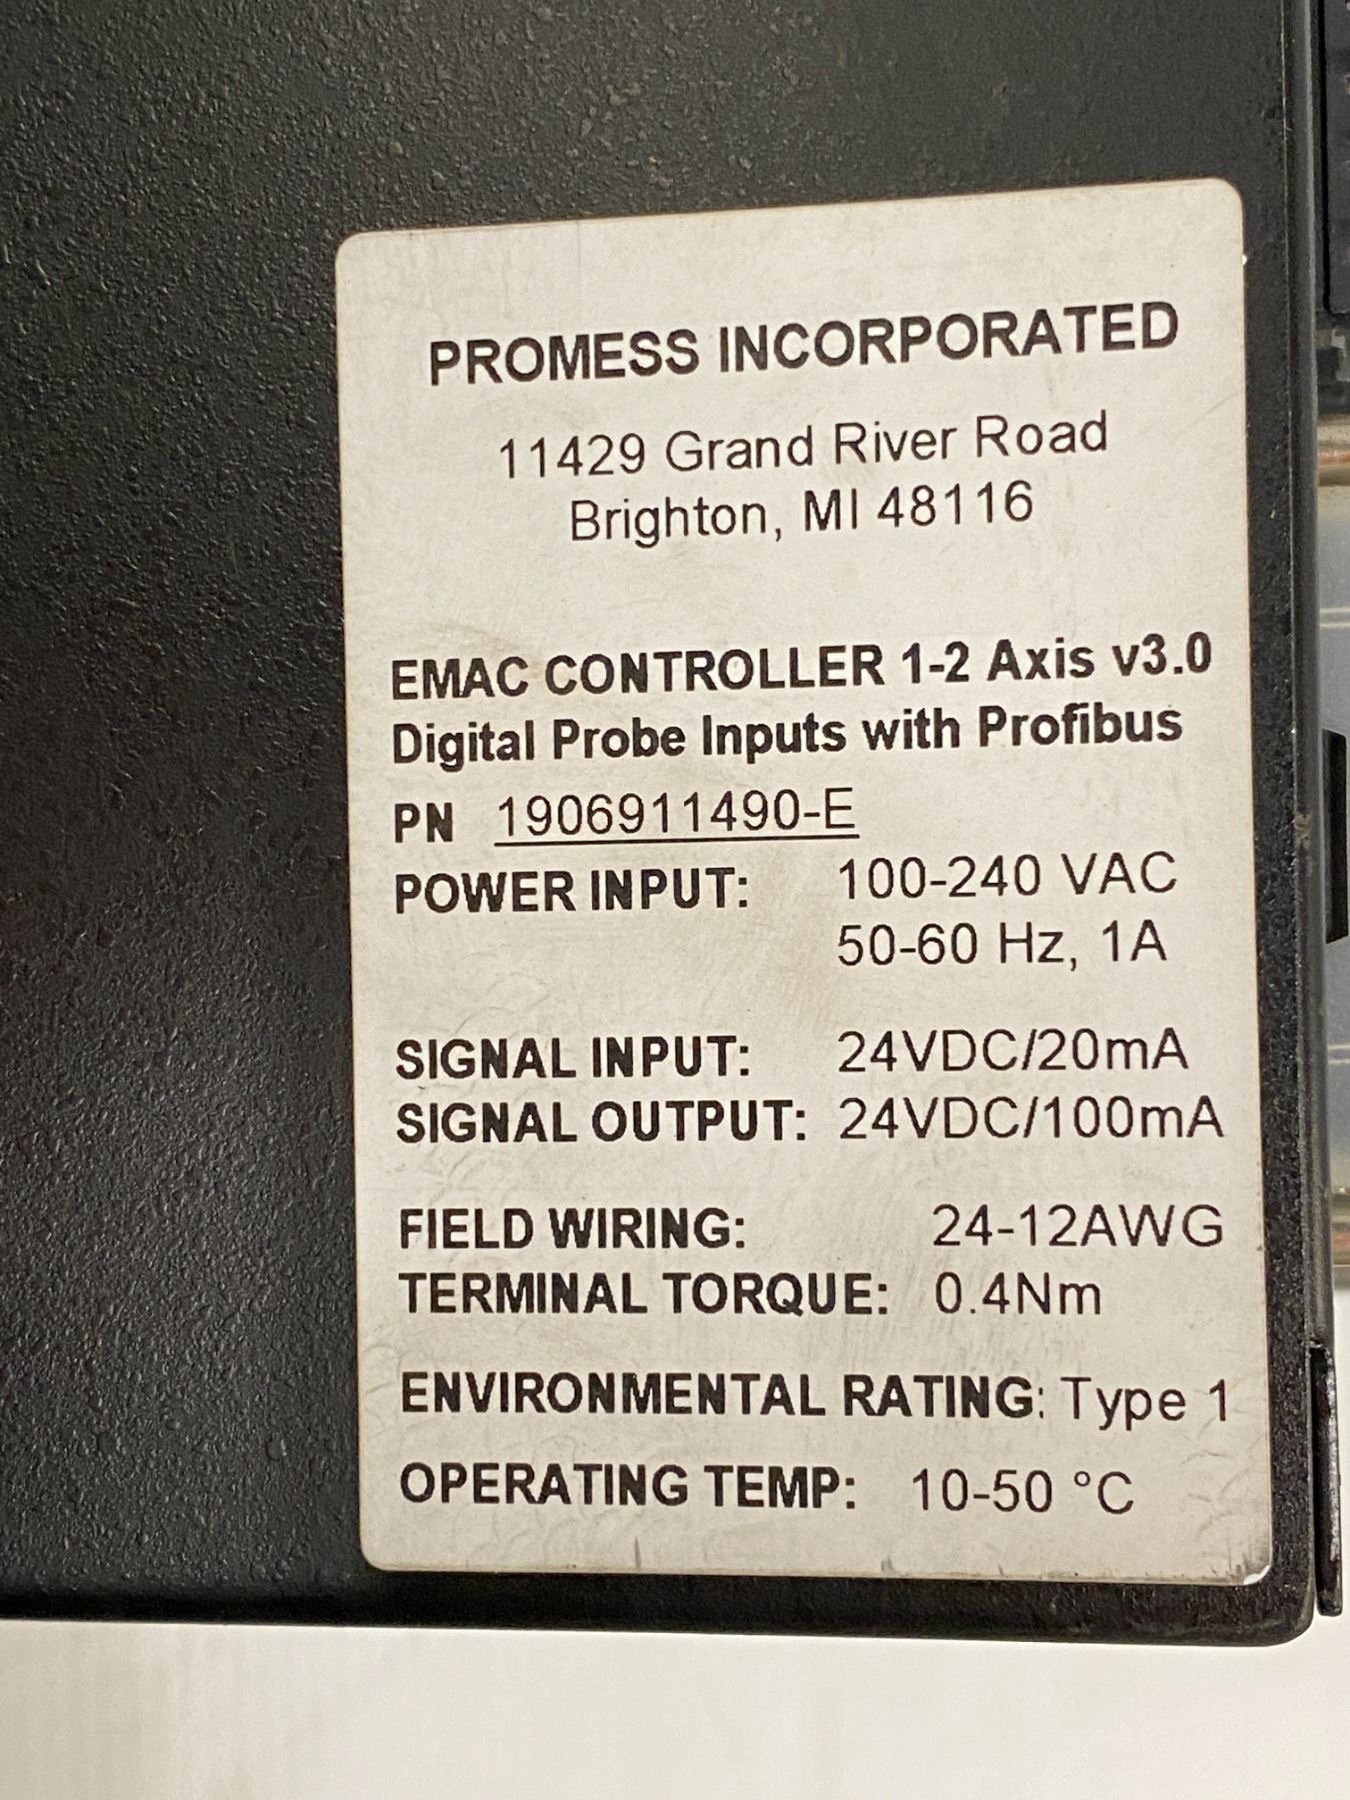 PROMESS INCORPORATED
11429 Grand River Road
Brighton, MI 48116
EMAC CONTROLLER 1-2 Axis v3.0
Digital Probe Inputs with Profibus
PN 1906911490-E
POWER INPUT: 100-240 VAC
50-60 Hz, 1A
SIGNAL INPUT: 24VDC/20mA
SIGNAL OUTPUT: 24VDC/100mA
FIELD WIRING: 24-12AWG
TERMINAL TORQUE: 0.4Nm
ENVIRONMENTAL RATING: Type 1
OPERATING TEMP: 10-50 °C